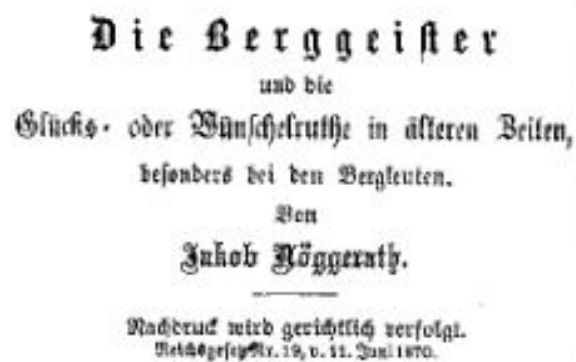 Die Berggeister
und die
Glücks- oder Wünschelruthe in älteren Zeiten,
besonders bei den Bergleuten.
Von
Jakob Nöggerath.
Nachdruck wird gerichtlich verfolgt.
Reichsgesetz Nr. 19, v. 11. Juni 1870.